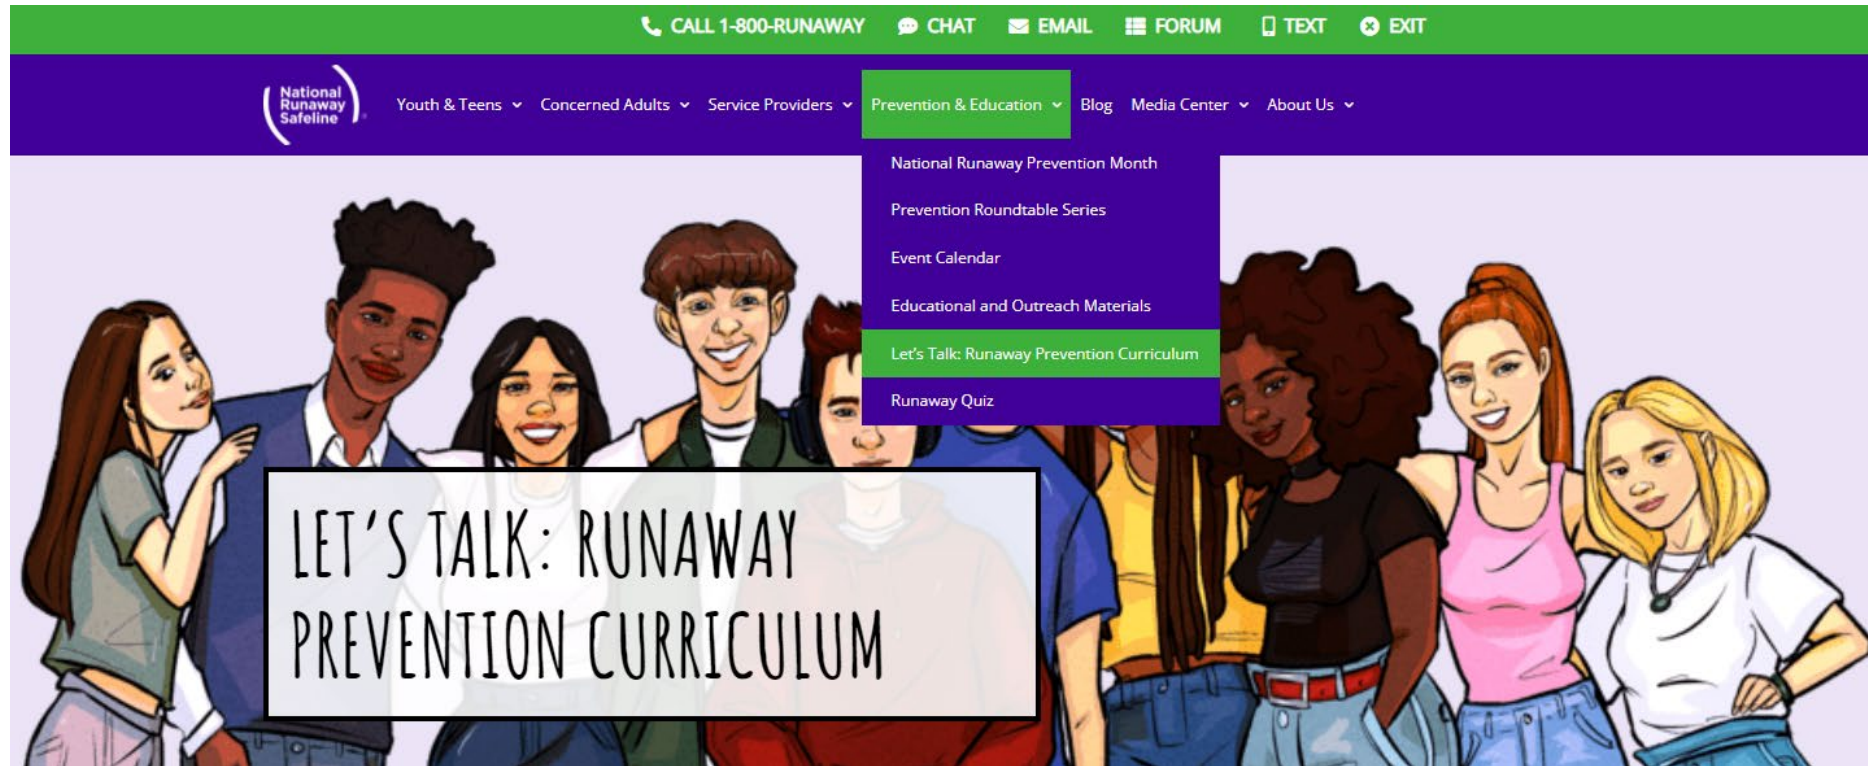 CALL 1-800-RUNAWAY CHAT EMAIL FORUM TEXT EXIT
National
Runaway
Safeline
Youth & Teens Concerned Adults Service Providers Prevention & Education Blog Media Center About Us
National Runaway Prevention Month
Prevention Roundtable Series
Event Calendar
Educational and Outreach Materials
Let's Talk: Runaway Prevention Curriculum
Runaway Quiz
LET'S TALK: RUNAWAY
PREVENTION CURRICULUM